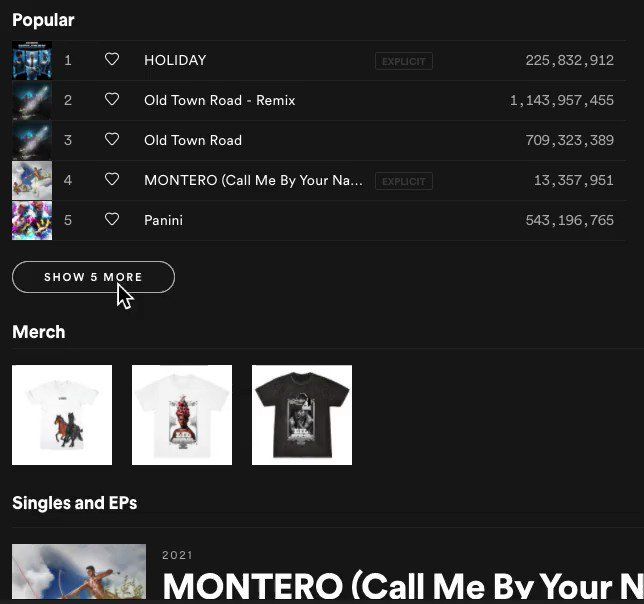 Popular
1 HOLIDAY EXPLICIT 225,832,912
2 Old Town Road - Remix 1,143,957,455
3 Old Town Road 709,323,389
4 MONTERO (Call Me By Your Na... EXPLICIT 13,357,951
5 Panini 543,196,765
SHOW 5 MORE
Merch
Singles and EPs
2021
MONTERO (Call Me By Your N